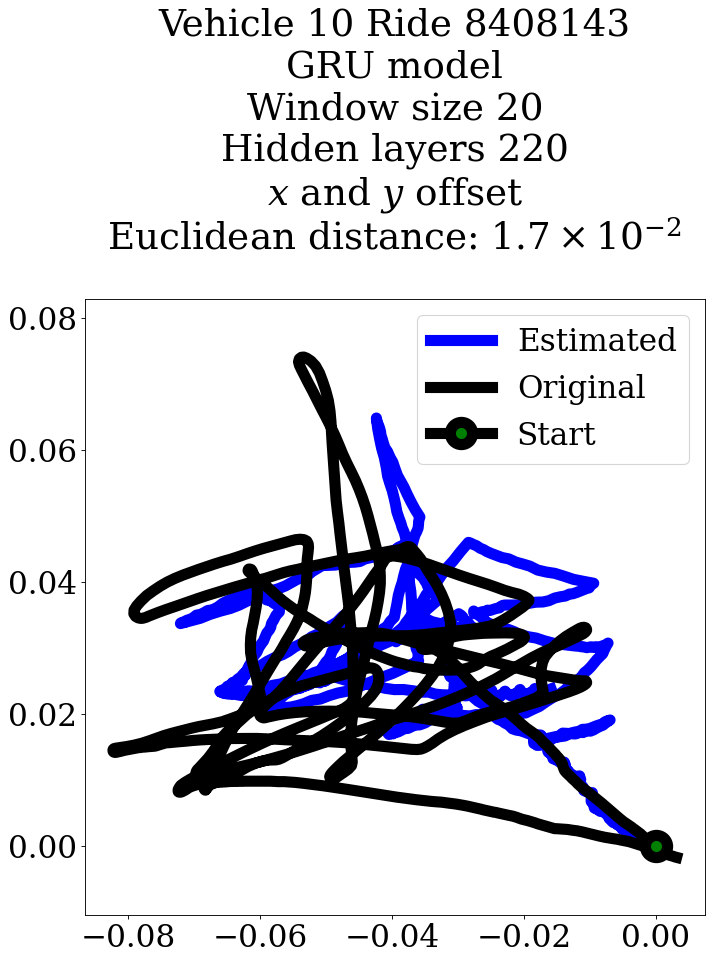 Vehicle 10 Ride 8408143
GRU model
Window size 20
Hidden layers 220
x and y offset
Euclidean distance: 1.7 × 10⁻²
Estimated
Original
Start
0.08
0.06
0.04
0.02
0.00
−0.08 −0.06 −0.04 −0.02 0.00